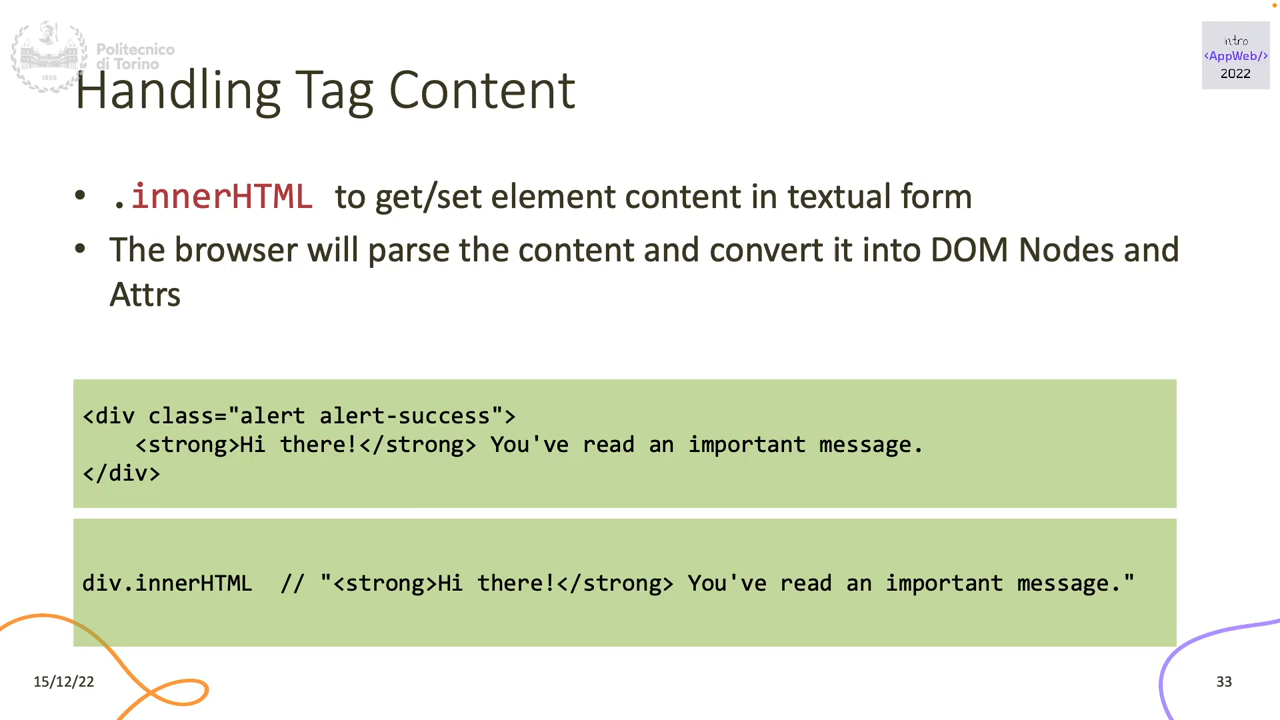 Politecnico
di Torino
1859
intro
<AppWeb/>
2022
Handling Tag Content
• .innerHTML to get/set element content in textual form
• The browser will parse the content and convert it into DOM Nodes and
Attrs
<div class="alert alert-success">
    <strong>Hi there!</strong> You've read an important message.
</div>
div.innerHTML  // "<strong>Hi there!</strong> You've read an important message."
15/12/22
33